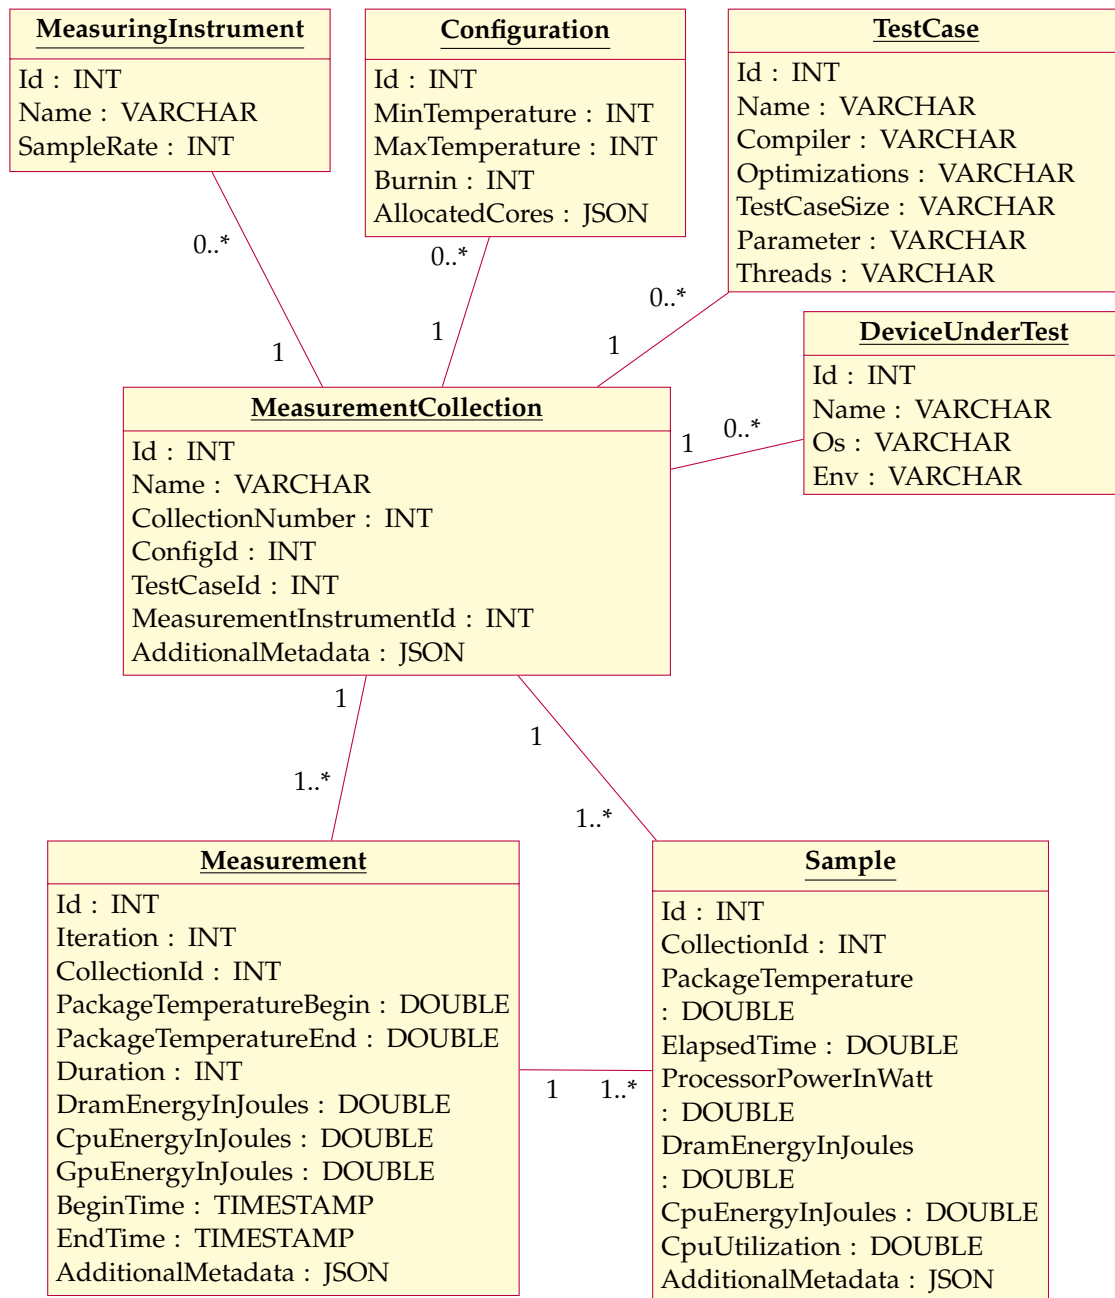 MeasuringInstrument
Id : INT
Name : VARCHAR
SampleRate : INT
Configuration
Id : INT
MinTemperature : INT
MaxTemperature : INT
Burnin : INT
AllocatedCores : JSON
TestCase
Id : INT
Name : VARCHAR
Compiler : VARCHAR
Optimizations : VARCHAR
TestCaseSize : VARCHAR
Parameter : VARCHAR
Threads : VARCHAR
0..*
1
0..*
1
0..*
1
DeviceUnderTest
Id : INT
Name : VARCHAR
Os : VARCHAR
Env : VARCHAR
0..*
1
MeasurementCollection
Id : INT
Name : VARCHAR
CollectionNumber : INT
ConfigId : INT
TestCaseId : INT
MeasurementInstrumentId : INT
AdditionalMetadata : JSON
1
1..*
1
1..*
Measurement
Id : INT
Iteration : INT
CollectionId : INT
PackageTemperatureBegin : DOUBLE
PackageTemperatureEnd : DOUBLE
Duration : INT
DramEnergyInJoules : DOUBLE
CpuEnergyInJoules : DOUBLE
GpuEnergyInJoules : DOUBLE
BeginTime : TIMESTAMP
EndTime : TIMESTAMP
AdditionalMetadata : JSON
1
1..*
Sample
Id : INT
CollectionId : INT
PackageTemperature
: DOUBLE
ElapsedTime : DOUBLE
ProcessorPowerInWatt
: DOUBLE
DramEnergyInJoules
: DOUBLE
CpuEnergyInJoules : DOUBLE
CpuUtilization : DOUBLE
AdditionalMetadata : JSON